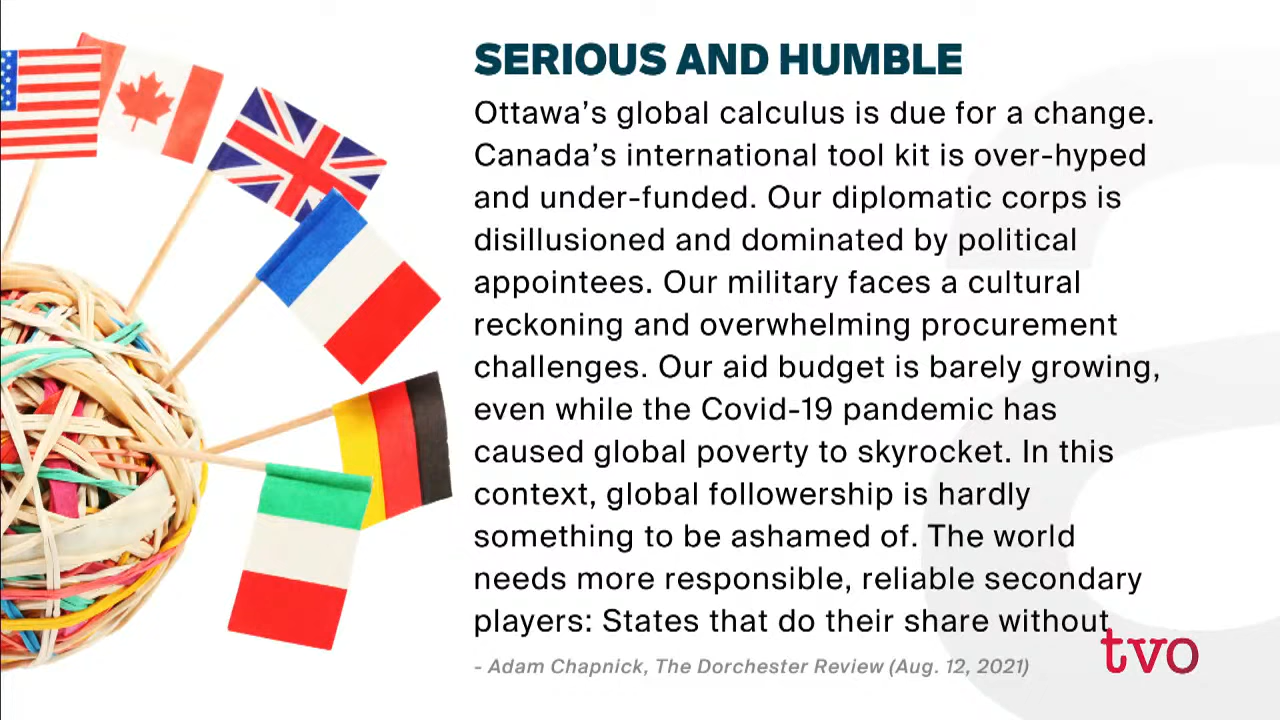 SERIOUS AND HUMBLE
Ottawa's global calculus is due for a change.
Canada's international tool kit is over-hyped
and under-funded. Our diplomatic corps is
disillusioned and dominated by political
appointees. Our military faces a cultural
reckoning and overwhelming procurement
challenges. Our aid budget is barely growing,
even while the Covid-19 pandemic has
caused global poverty to skyrocket. In this
context, global followership is hardly
something to be ashamed of. The world
needs more responsible, reliable secondary
players: States that do their share without
- Adam Chapnick, The Dorchester Review (Aug. 12, 2021)
tvo